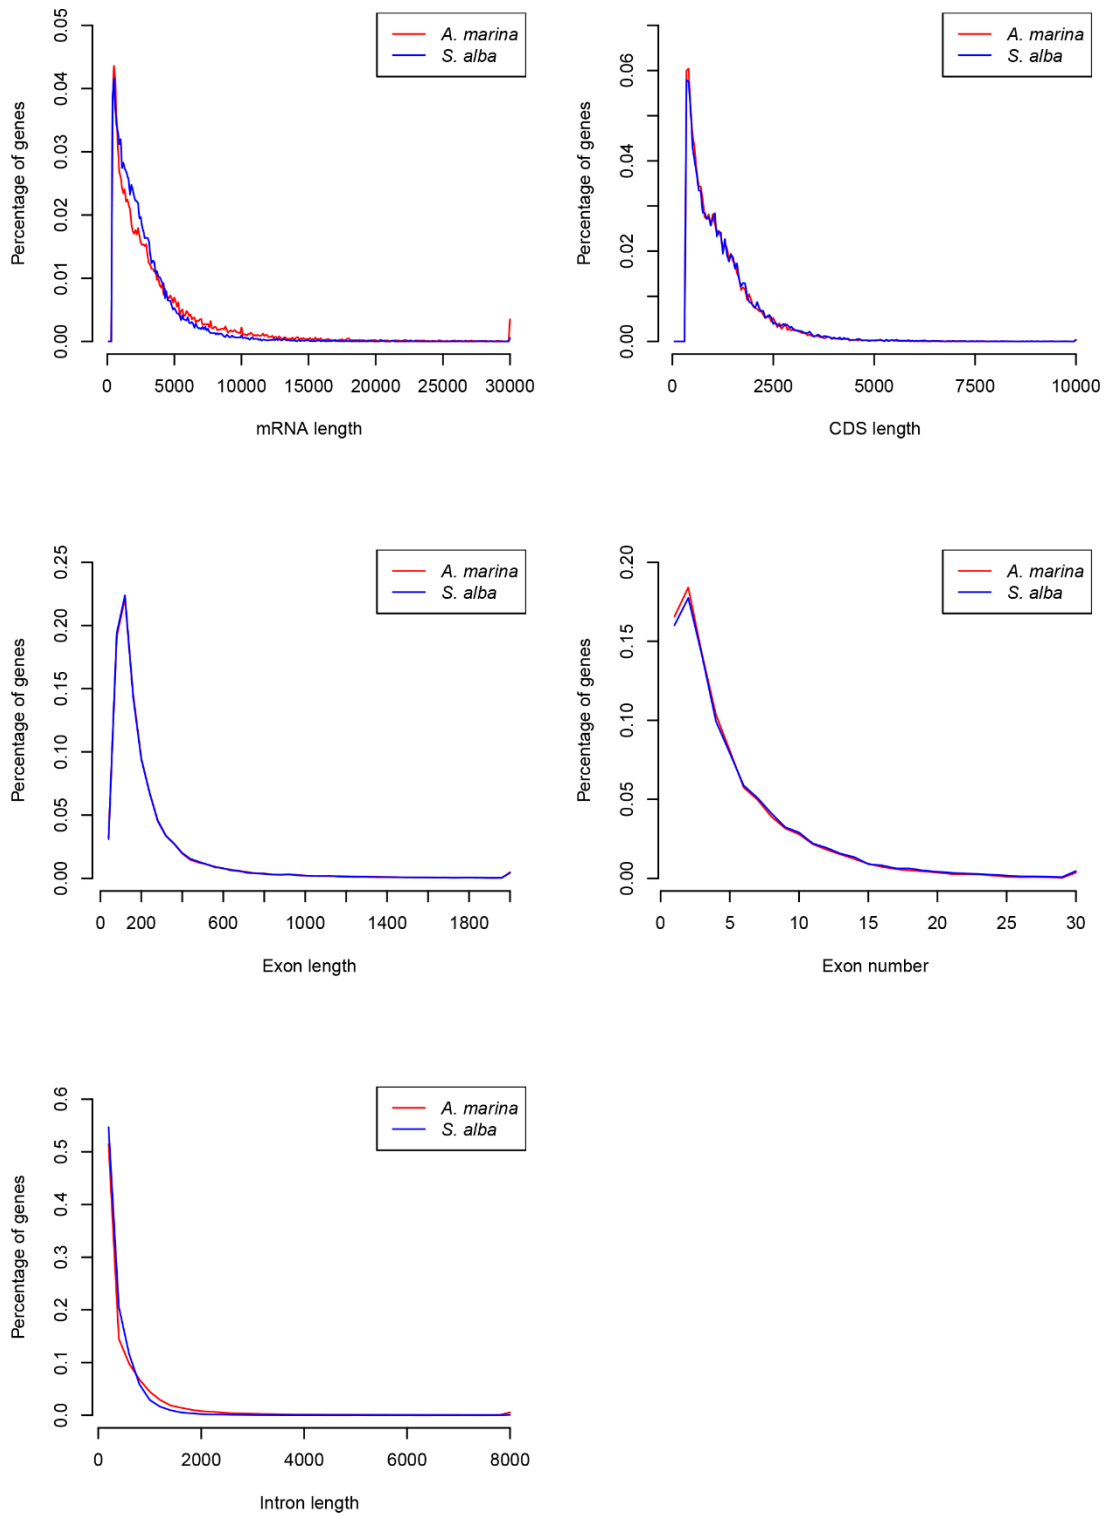 A. marina
S. alba
Percentage of genes
0.00 0.01 0.02 0.03 0.04 0.05
0 5000 10000 15000 20000 25000 30000
mRNA length
A. marina
S. alba
Percentage of genes
0.00 0.02 0.04 0.06
0 2500 5000 7500 10000
CDS length
A. marina
S. alba
Percentage of genes
0.00 0.05 0.10 0.15 0.20 0.25
0 200 600 1000 1400 1800
Exon length
A. marina
S. alba
Percentage of genes
0.00 0.05 0.10 0.15 0.20
0 5 10 15 20 25 30
Exon number
A. marina
S. alba
Percentage of genes
0.0 0.1 0.2 0.3 0.4 0.5 0.6
0 2000 4000 6000 8000
Intron length